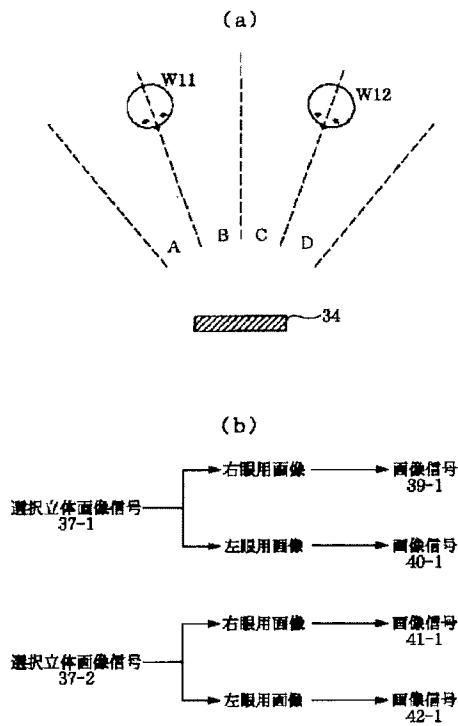 (a)
W11
W12
A
B
C
D
34
(b)
選択立体画像信号
37-1
右眼用画像
画像信号
39-1
左眼用画像
画像信号
40-1
選択立体画像信号
37-2
右眼用画像
画像信号
41-1
左眼用画像
画像信号
42-1